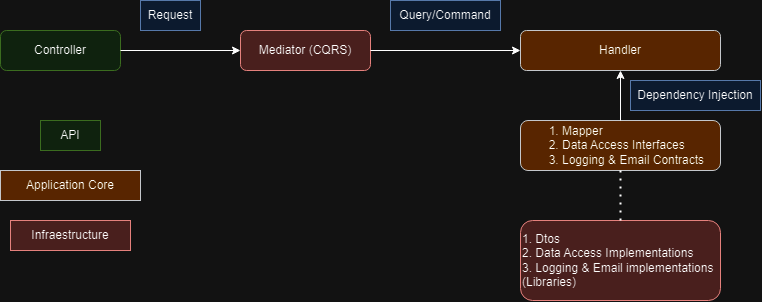 Request
Query/Command
Controller
Mediator (CQRS)
Handler
Dependency Injection
API
1. Mapper
2. Data Access Interfaces
3. Logging & Email Contracts
Application Core
Infraestructure
1. Dtos
2. Data Access Implementations
3. Logging & Email implementations
(Libraries)